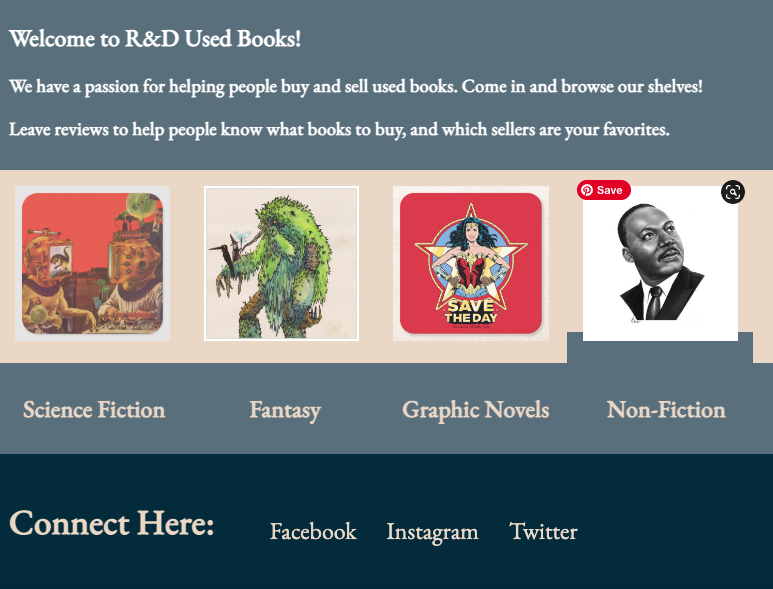 Welcome to R&D Used Books!
We have a passion for helping people buy and sell used books. Come in and browse our shelves!
Leave reviews to help people know what books to buy, and which sellers are your favorites.
Save
SAVE
THE DAY
Science Fiction
Fantasy
Graphic Novels
Non-Fiction
Connect Here:
Facebook
Instagram
Twitter